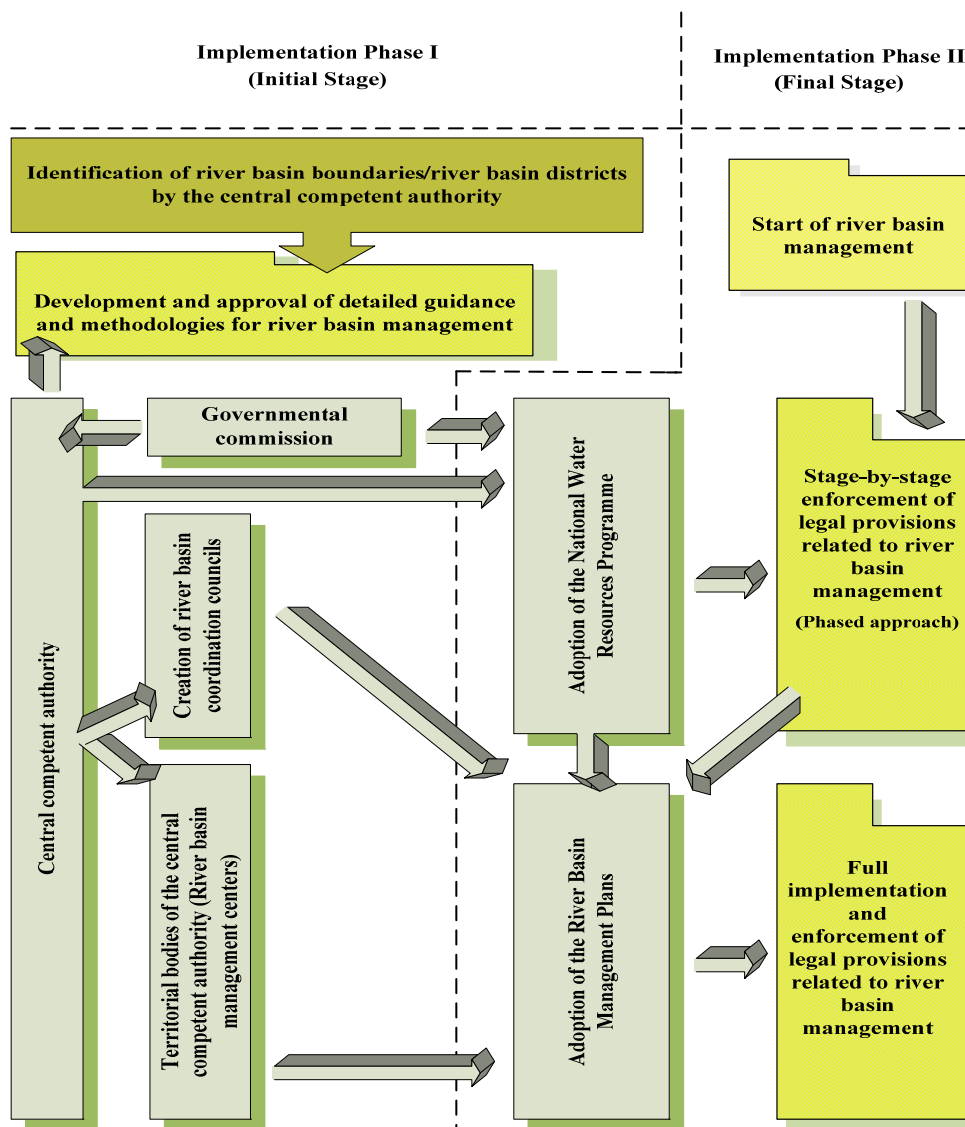 Implementation Phase I
(Initial Stage)
Implementation Phase II
(Final Stage)
Identification of river basin boundaries/river basin districts
by the central competent authority
Start of river basin
management
Development and approval of detailed guidance
and methodologies for river basin management
Governmental
commission
Central competent authority
Creation of river basin
coordination councils
Territorial bodies of the central
competent authority (River basin
management centers)
Adoption of the National Water
Resources Programme
Adoption of the River Basin
Management Plans
Stage-by-stage
enforcement of
legal provisions
related to river
basin
management
(Phased approach)
Full
implementation
and
enforcement of
legal provisions
related to river
basin
management